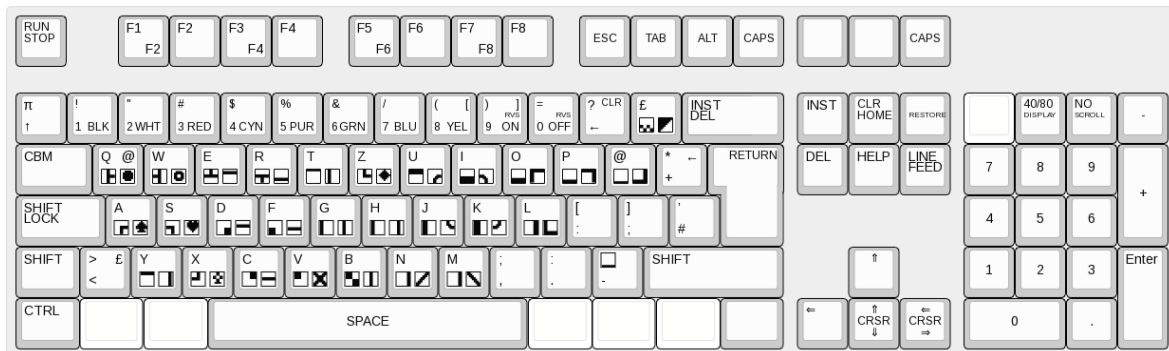 RUN STOP F1 F2 F2 F3 F4 F4 F5 F6 F6 F7 F8 F8 ESC TAB ALT CAPS CAPS
π ↑ ! 1 BLK " 2 WHT # 3 RED $ 4 CYN % 5 PUR & 6 GRN / 7 BLU ( [ 8 YEL ) ] 9 RVS ON = 0 RVS OFF ? CLR ← £ INST DEL INST CLR HOME RESTORE 40/80 DISPLAY NO SCROLL -
CBM Q @ W E R T Z U I O P @ * ← + RETURN DEL HELP LINE FEED 7 8 9 +
SHIFT LOCK A S D F G H J K L [ : ] ; ' # 4 5 6
SHIFT > £ < Y X C V B N M ; , : . - SHIFT ⇑ 1 2 3 Enter
CTRL SPACE ⇐ ⇑ CRSR ⇓ ⇐ CRSR ⇒ 0 .